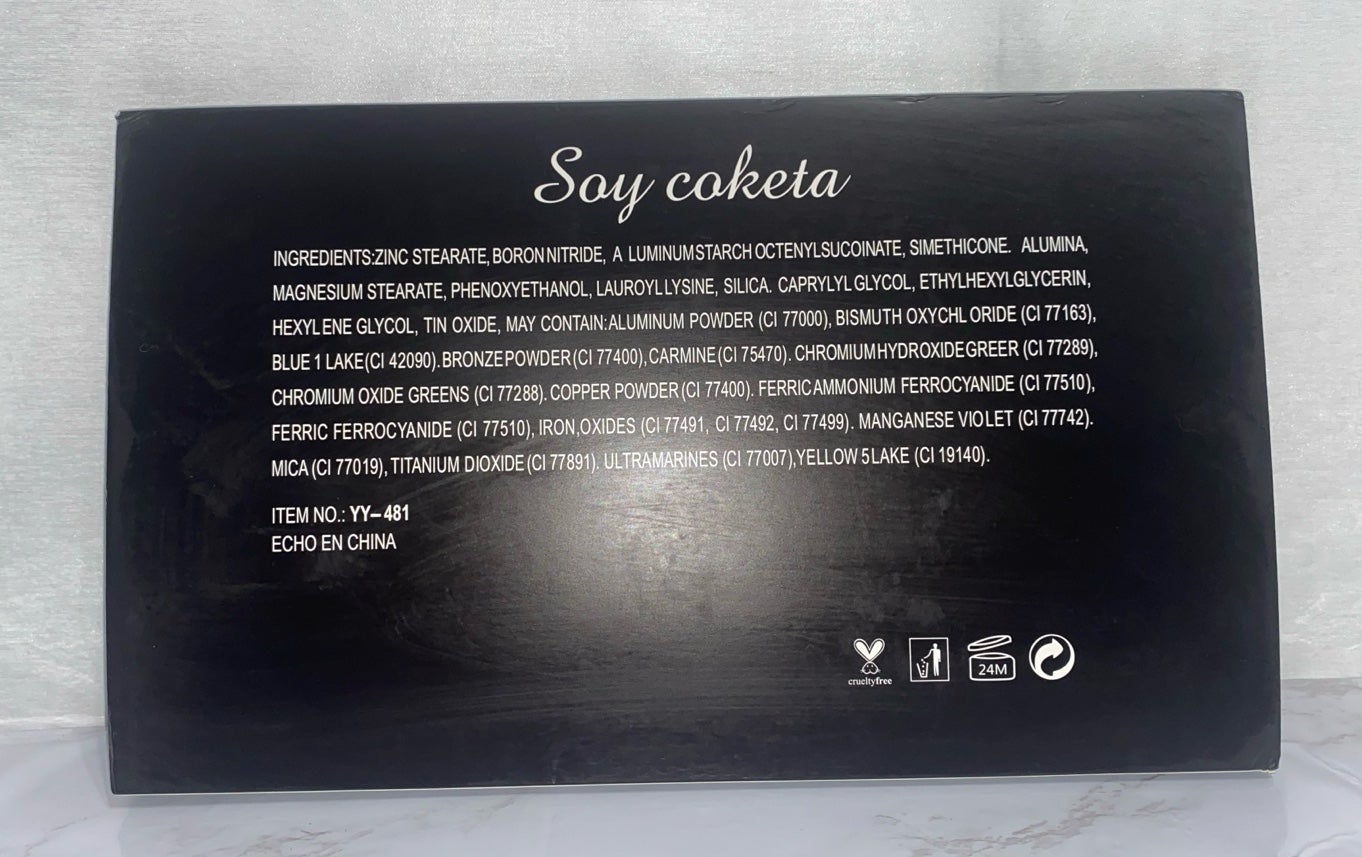 Soy coketa
INGREDIENTS:ZINC STEARATE, BORON NITRIDE, A LUMINUM STARCH OCTENYLSUCOINATE, SIMETHICONE. ALUMINA,
MAGNESIUM STEARATE, PHENOXYETHANOL, LAUROYL LYSINE, SILICA. CAPRYLYL GLYCOL, ETHYLHEXYLGLYCERIN,
HEXYL ENE GLYCOL, TIN OXIDE, MAY CONTAIN: ALUMINUM POWDER (CI 77000), BISMUTH OXYCHL ORIDE (CI 77163),
BLUE 1 LAKE (CI 42090). BRONZE POWDER (CI 77400), CARMINE (CI 75470). CHROMIUM HYDROXIDE GREER (CI 77289),
CHROMIUM OXIDE GREENS (CI 77288). COPPER POWDER (CI 77400). FERRIC AMMONIUM FERROCYANIDE (CI 77510),
FERRIC FERROCYANIDE (CI 77510), IRON,OXIDES (CI 77491, CI 77492, CI 77499). MANGANESE VIOLET (CI 77742).
MICA (CI 77019), TITANIUM DIOXIDE (CI 77891). ULTRAMARINES (CI 77007), YELLOW 5 LAKE (CI 19140).
ITEM NO.: YY-481
ECHO EN CHINA
crueltyfree
24M